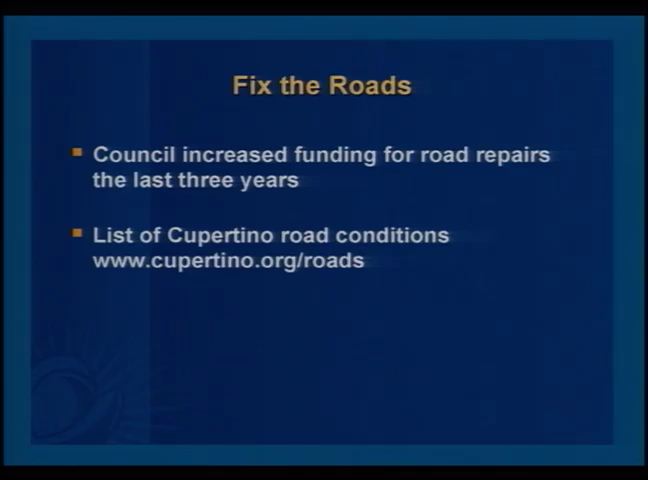 Fix the Roads
Council increased funding for road repairs
the last three years
List of Cupertino road conditions
www.cupertino.org/roads